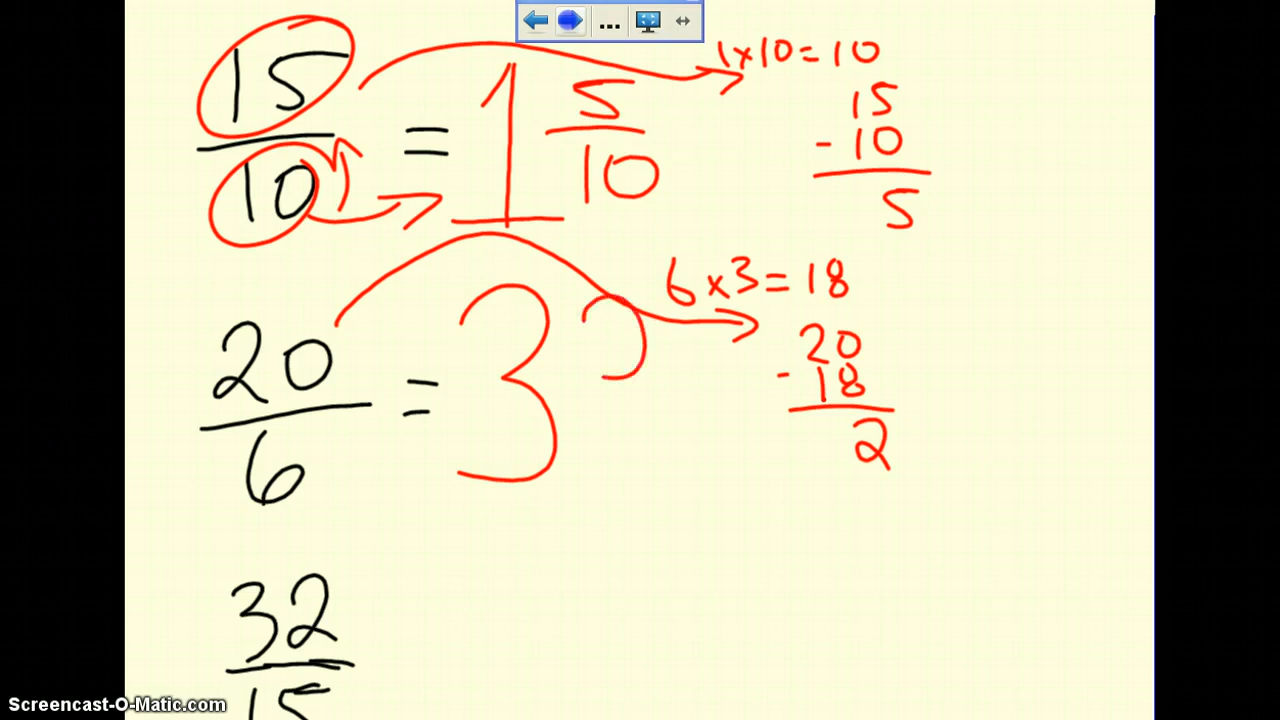 15/10 = 1 5/10
1x10=10
15
-10
5
20/6 = 3
6x3=18
20
-18
2
32/15
Screencast-O-Matic.com